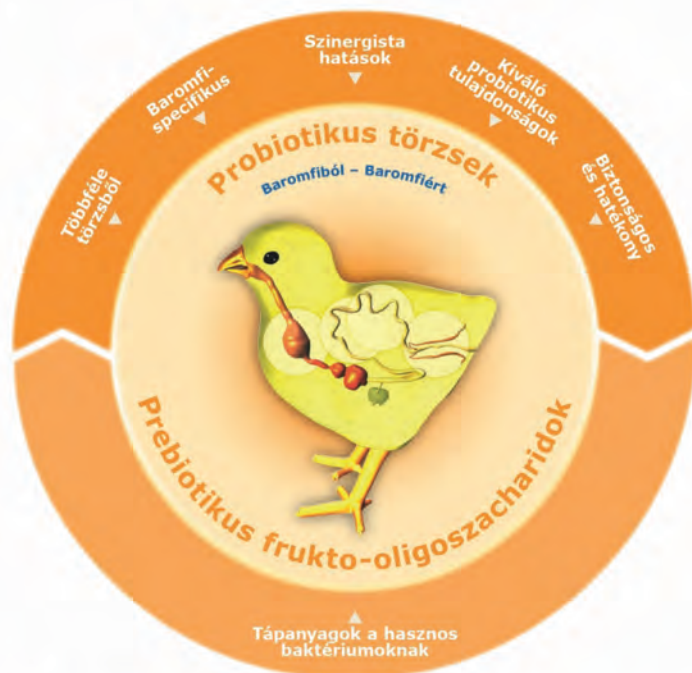 Többféle
törzsből
Baromfi-
specifikus
Szinergista
hatások
Kiváló
probiotikus
tulajdonságok
Biztonságos
és hatékony
Probiotikus törzsek
Baromfiból – Baromfiért
Prebiotikus frukto-oligoszacharidok
Tápanyagok a hasznos
baktériumoknak